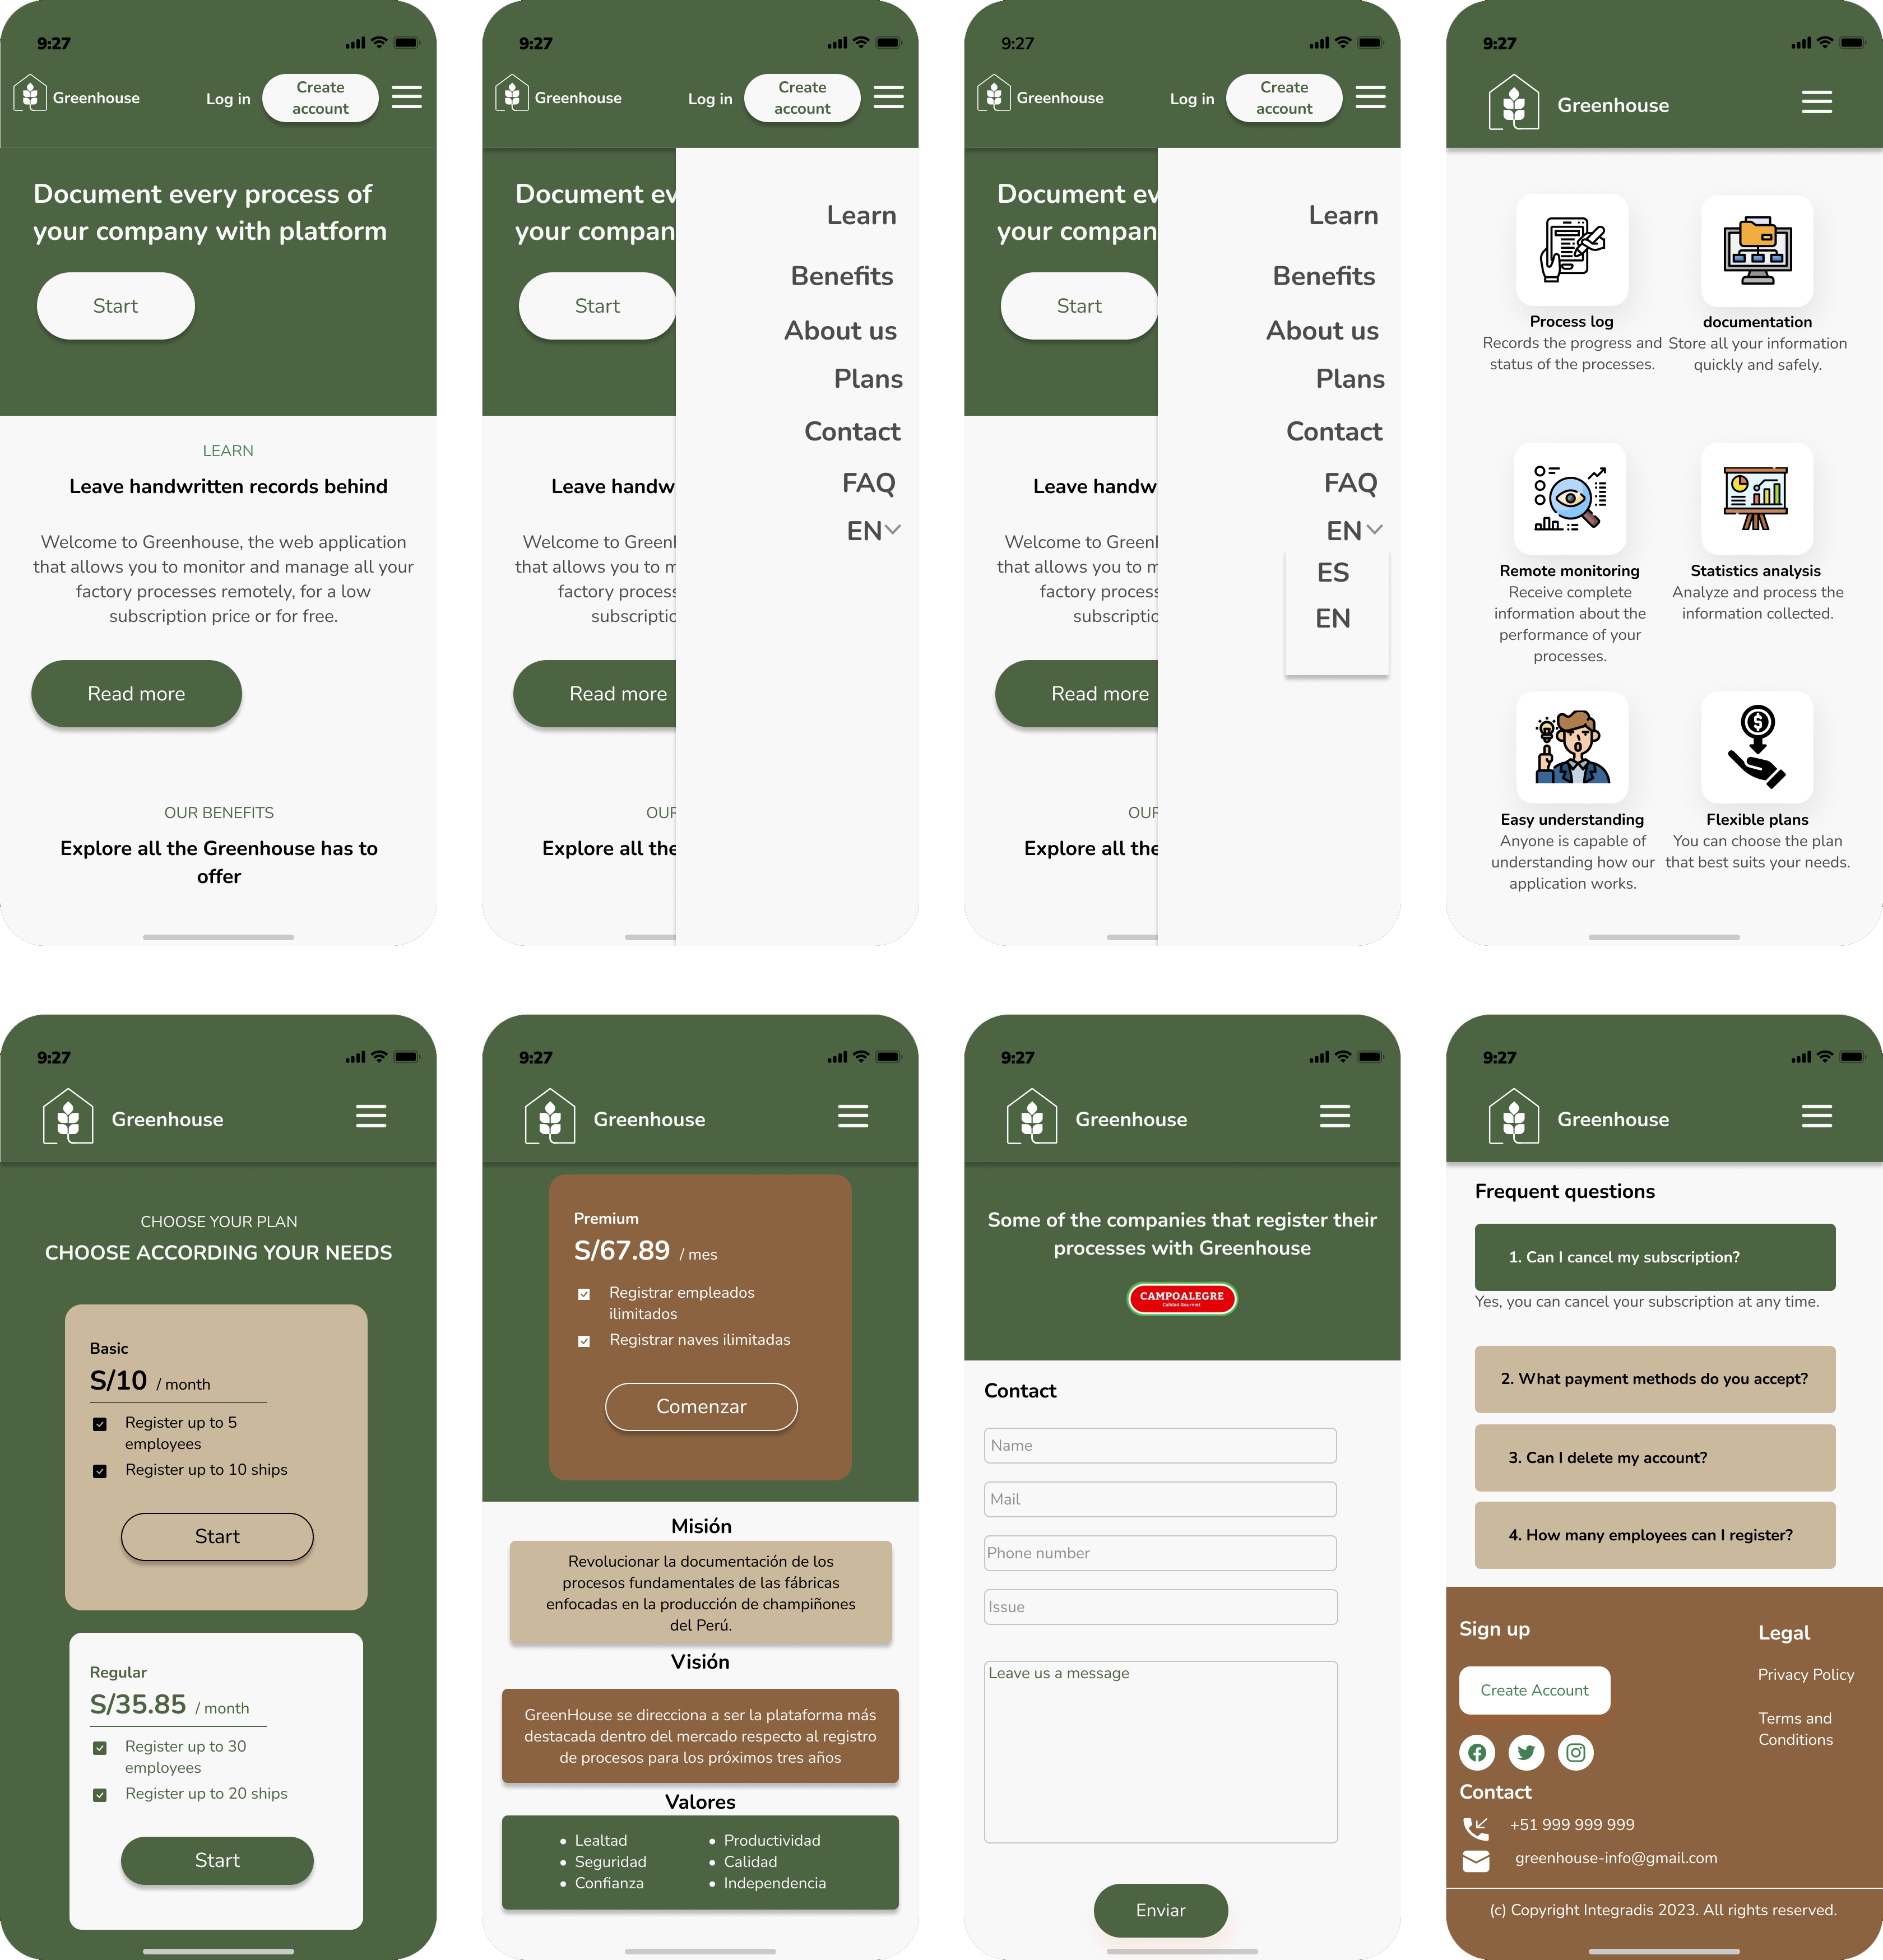 9:27
Greenhouse
Log in
Create
account
Document every process of
your company with platform
Start
LEARN
Leave handwritten records behind
Welcome to Greenhouse, the web application
that allows you to monitor and manage all your
factory processes remotely, for a low
subscription price or for free.
Read more
OUR BENEFITS
Explore all the Greenhouse has to
offer
9:27
Greenhouse
Log in
Create
account
Document ev
your compan
Start
Leave handw
Welcome to Green
that allows you to m
factory process
subscriptio
Read more
OUR
Explore all the
Learn
Benefits
About us
Plans
Contact
FAQ
EN
9:27
Greenhouse
Log in
Create
account
Document ev
your compan
Start
Leave handw
Welcome to Green
that allows you to m
factory process
subscriptio
Read more
OUR
Explore all the
Learn
Benefits
About us
Plans
Contact
FAQ
EN
ES
EN
9:27
Greenhouse
Process log
Records the progress and
status of the processes.
documentation
Store all your information
quickly and safely.
Remote monitoring
Receive complete
information about the
performance of your
processes.
Statistics analysis
Analyze and process the
information collected.
Easy understanding
Anyone is capable of
understanding how our
application works.
Flexible plans
You can choose the plan
that best suits your needs.
9:27
Greenhouse
CHOOSE YOUR PLAN
CHOOSE ACCORDING YOUR NEEDS
Basic
S/10 / month
Register up to 5
employees
Register up to 10 ships
Start
Regular
S/35.85 / month
Register up to 30
employees
Register up to 20 ships
Start
9:27
Greenhouse
Premium
S/67.89 / mes
Registrar empleados
ilimitados
Registrar naves ilimitadas
Comenzar
Misión
Revolucionar la documentación de los
procesos fundamentales de las fábricas
enfocadas en la producción de champiñones
del Perú.
Visión
GreenHouse se direcciona a ser la plataforma más
destacada dentro del mercado respecto al registro
de procesos para los próximos tres años
Valores
• Lealtad
• Seguridad
• Confianza
• Productividad
• Calidad
• Independencia
9:27
Greenhouse
Some of the companies that register their
processes with Greenhouse
CAMPOALEGRE
Calidad Gourmet
Contact
Name
Mail
Phone number
Issue
Leave us a message
Enviar
9:27
Greenhouse
Frequent questions
1. Can I cancel my subscription?
Yes, you can cancel your subscription at any time.
2. What payment methods do you accept?
3. Can I delete my account?
4. How many employees can I register?
Sign up
Create Account
Legal
Privacy Policy
Terms and
Conditions
Contact
+51 999 999 999
greenhouse-info@gmail.com
(c) Copyright Integradis 2023. All rights reserved.